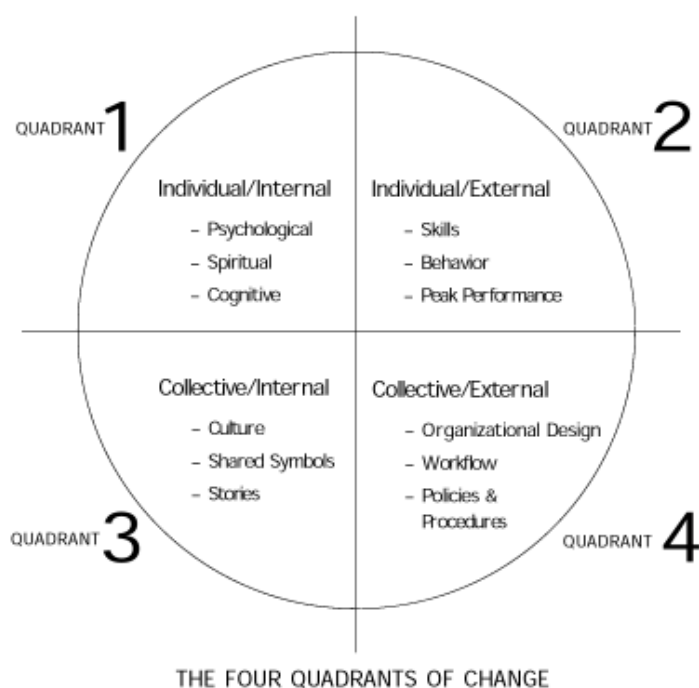 QUADRANT 1
QUADRANT 2
Individual/Internal
– Psychological
– Spiritual
– Cognitive
Individual/External
– Skills
– Behavior
– Peak Performance
Collective/Internal
– Culture
– Shared Symbols
– Stories
Collective/External
– Organizational Design
– Workflow
– Policies &
Procedures
QUADRANT 3
QUADRANT 4
THE FOUR QUADRANTS OF CHANGE